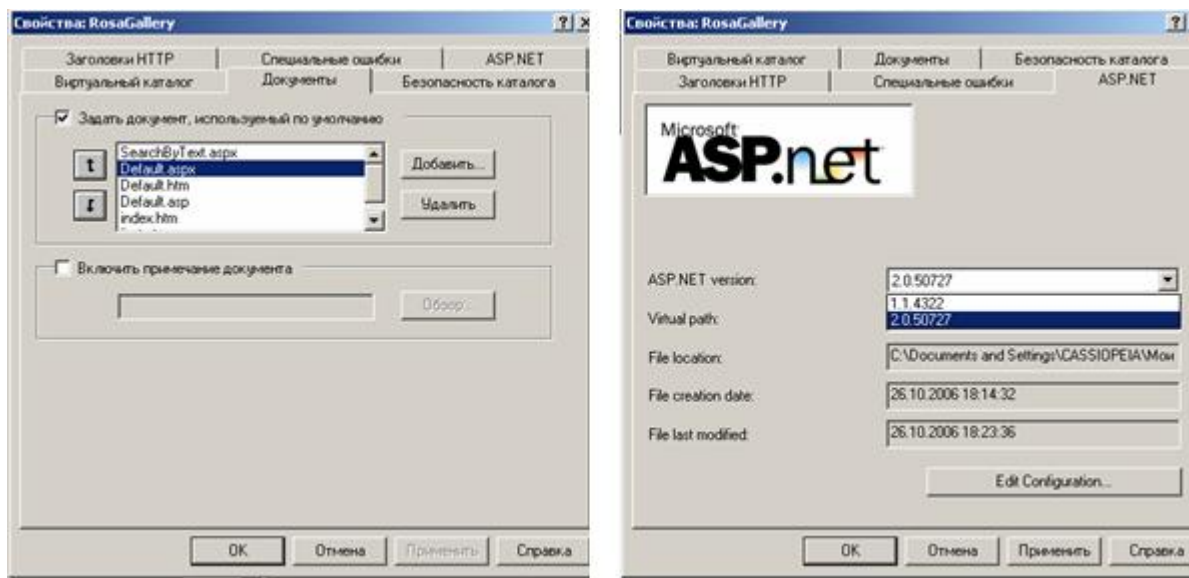 Свойства: RosaGallery
Заголовки HTTP
Специальные ошибки
ASP.NET
Виртуальный каталог
Документы
Безопасность каталога
Задать документ, используемый по умолчанию
SearchByText.aspx
Default.aspx
Default.htm
Default.asp
index.htm
Добавить...
Удалить
Включить примечание документа
Обзор...
OK
Отмена
Применить
Справка
Свойства: RosaGallery
Виртуальный каталог
Документы
Безопасность каталога
Заголовки HTTP
Специальные ошибки
ASP.NET
Microsoft
ASP.net
ASP.NET version:
2.0.50727
1.1.4322
2.0.50727
Virtual path:
File location:
C:\Documents and Settings\CASSIOPEIA\Мои
File creation date:
26.10.2006 18:14:32
File last modified:
26.10.2006 18:23:36
Edit Configuration...
OK
Отмена
Применить
Справка